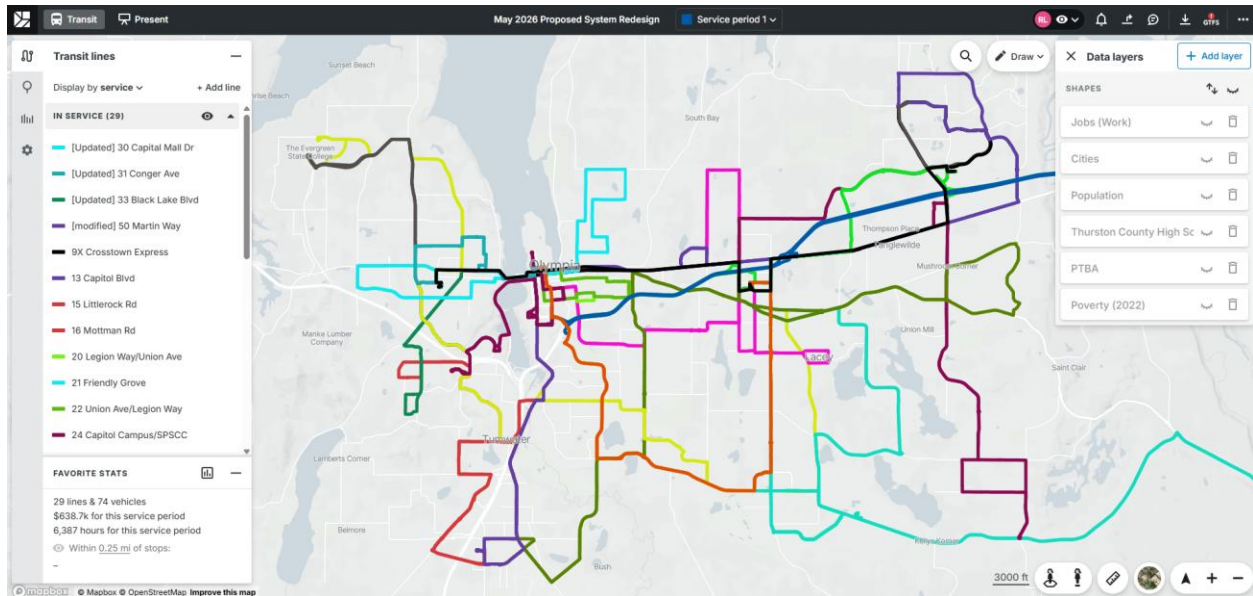 Transit
Present
May 2026 Proposed System Redesign
Service period 1
RL
GTFS
Transit lines
Display by service
+ Add line
IN SERVICE (29)
[Updated] 30 Capital Mall Dr
[Updated] 31 Conger Ave
[Updated] 33 Black Lake Blvd
[modified] 50 Martin Way
9X Crosstown Express
13 Capitol Blvd
15 Littlerock Rd
16 Mottman Rd
20 Legion Way/Union Ave
21 Friendly Grove
22 Union Ave/Legion Way
24 Capitol Campus/SPSCC
FAVORITE STATS
29 lines & 74 vehicles
$638.7k for this service period
6,387 hours for this service period
Within 0.25 mi of stops:
–
mapbox
© Mapbox © OpenStreetMap Improve this map
Sunset Beach
rise Beach
The Evergreen
State College
South Bay
Olympia
Thompson Place
Tanglewilde
Mushroom Corner
Manke Lumber
Company
Union Mill
Lacey
Saint Clair
Tumwater
Lamberts Corner
Belmore
Bush
Kellys Korner
Draw
Data layers
+ Add layer
SHAPES
Jobs (Work)
Cities
Population
Thurston County High Sc
PTBA
Poverty (2022)
3000 ft